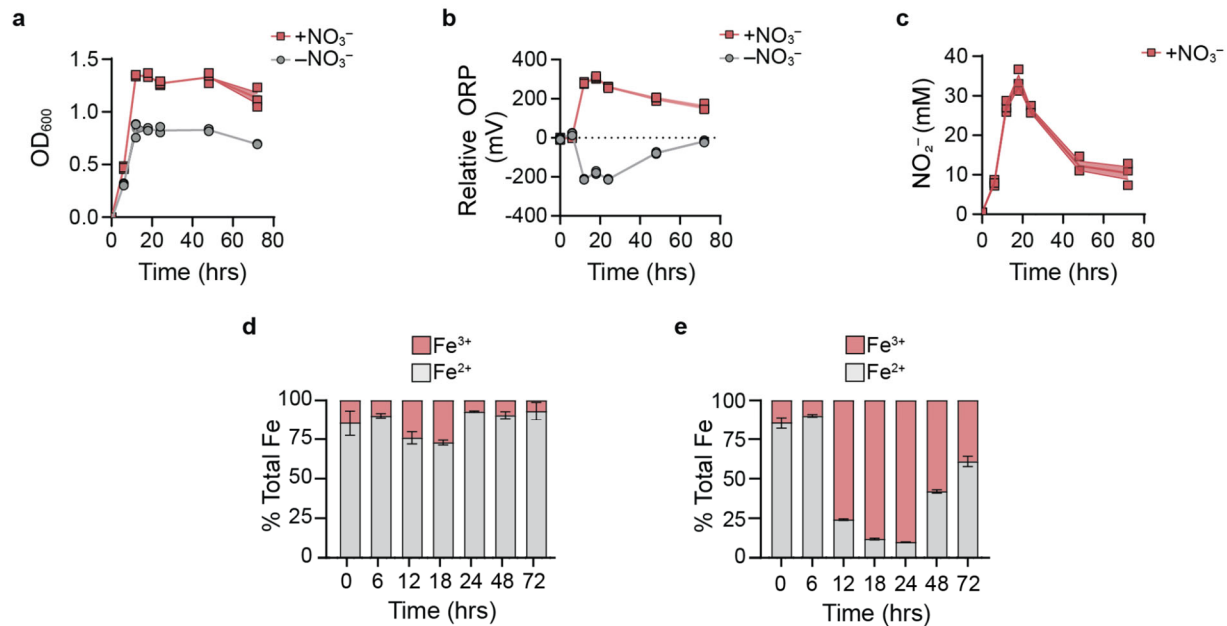 a
+NO₃⁻
−NO₃⁻
1.5
1.0
0.5
0.0
OD₆₀₀
0 20 40 60 80
Time (hrs)
b
+NO₃⁻
−NO₃⁻
400
200
0
-200
-400
Relative ORP
(mV)
0 20 40 60 80
Time (hrs)
c
+NO₃⁻
40
30
20
10
0
NO₂⁻ (mM)
0 20 40 60 80
Time (hrs)
d
Fe³⁺
Fe²⁺
100
75
50
25
0
% Total Fe
0 6 12 18 24 48 72
Time (hrs)
e
Fe³⁺
Fe²⁺
100
75
50
25
0
% Total Fe
0 6 12 18 24 48 72
Time (hrs)